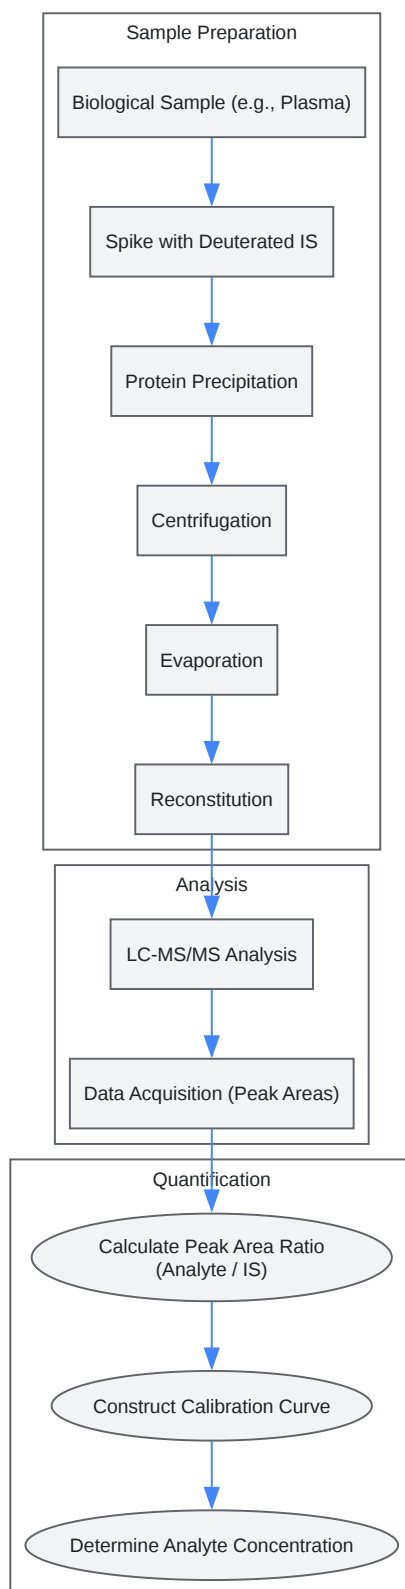 Sample Preparation
Biological Sample (e.g., Plasma)
Spike with Deuterated IS
Protein Precipitation
Centrifugation
Evaporation
Reconstitution
Analysis
LC-MS/MS Analysis
Data Acquisition (Peak Areas)
Quantification
Calculate Peak Area Ratio
(Analyte / IS)
Construct Calibration Curve
Determine Analyte Concentration